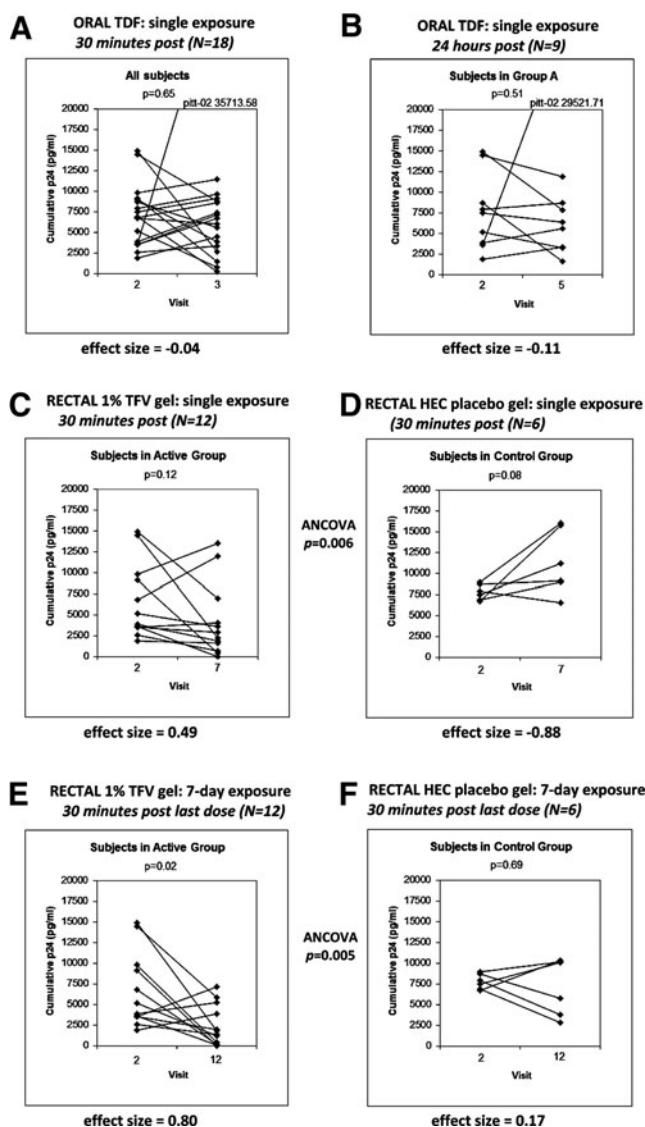 A
ORAL TDF: single exposure
30 minutes post (N=18)
All subjects
p=0.65
pitt-02 35713.58
Cumulative p24 (pg/ml)
20000
17500
15000
12500
10000
7500
5000
2500
0
2
3
Visit
effect size = -0.04
B
ORAL TDF: single exposure
24 hours post (N=9)
Subjects in Group A
p=0.51
pitt-02 29521.71
Cumulative p24 (pg/ml)
20000
17500
15000
12500
10000
7500
5000
2500
0
2
5
Visit
effect size = -0.11
C
RECTAL 1% TFV gel: single exposure
30 minutes post (N=12)
Subjects in Active Group
p=0.12
Cumulative p24 (pg/ml)
20000
17500
15000
12500
10000
7500
5000
2500
0
2
7
Visit
effect size = 0.49
ANCOVA
p=0.006
D
RECTAL HEC placebo gel: single exposure
(30 minutes post (N=6)
Subjects in Control Group
p=0.08
Cumulative p24 (pg/ml)
20000
17500
15000
12500
10000
7500
5000
2500
0
2
7
Visit
effect size = -0.88
E
RECTAL 1% TFV gel: 7-day exposure
30 minutes post last dose (N=12)
Subjects in Active Group
p=0.02
Cumulative p24 (pg/ml)
20000
17500
15000
12500
10000
7500
5000
2500
0
2
12
Visit
effect size = 0.80
ANCOVA
p=0.005
F
RECTAL HEC placebo gel: 7-day exposure
30 minutes post last dose (N=6)
Subjects in Control Group
p=0.69
Cumulative p24 (pg/ml)
20000
17500
15000
12500
10000
7500
5000
2500
0
2
12
Visit
effect size = 0.17